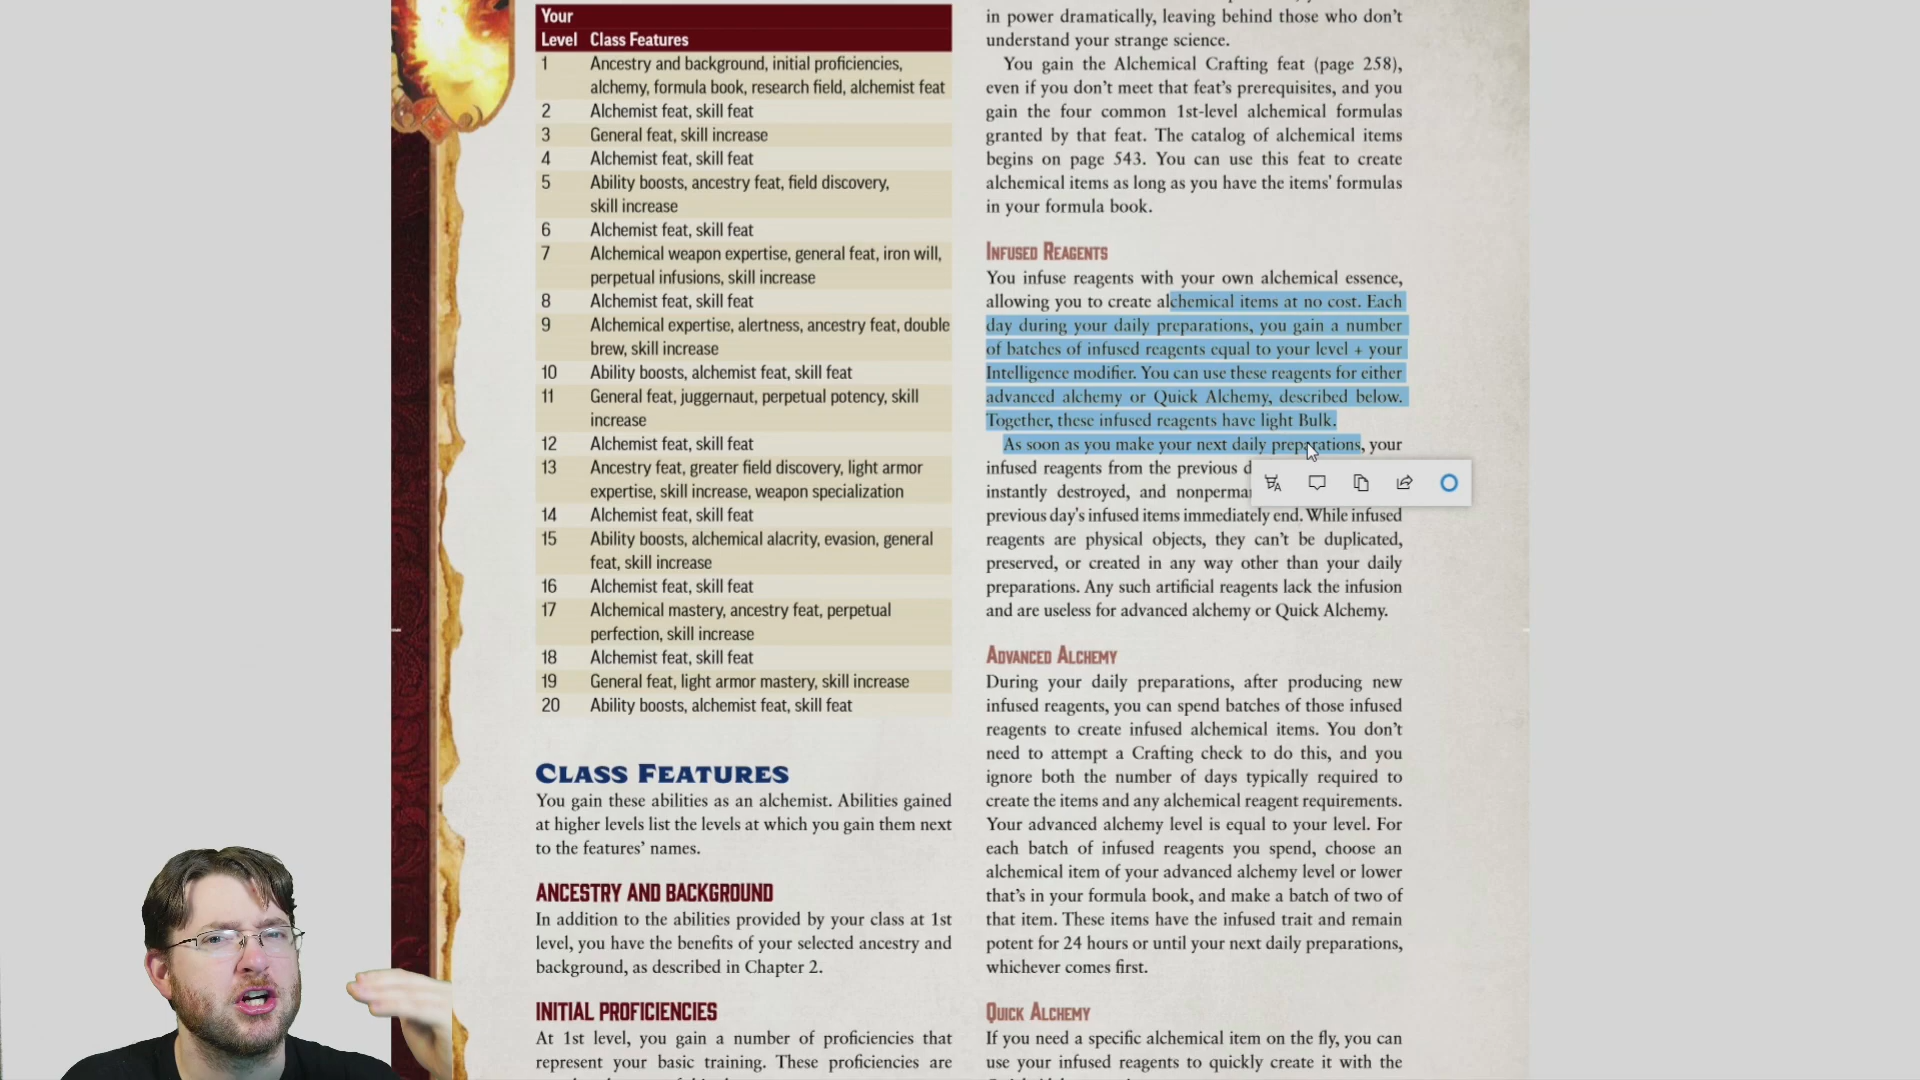 Your
Level Class Features
1 Ancestry and background, initial proficiencies,
alchemy, formula book, research field, alchemist feat
2 Alchemist feat, skill feat
3 General feat, skill increase
4 Alchemist feat, skill feat
5 Ability boosts, ancestry feat, field discovery,
skill increase
6 Alchemist feat, skill feat
7 Alchemical weapon expertise, general feat, iron will,
perpetual infusions, skill increase
8 Alchemist feat, skill feat
9 Alchemical expertise, alertness, ancestry feat, double
brew, skill increase
10 Ability boosts, alchemist feat, skill feat
11 General feat, juggernaut, perpetual potency, skill
increase
12 Alchemist feat, skill feat
13 Ancestry feat, greater field discovery, light armor
expertise, skill increase, weapon specialization
14 Alchemist feat, skill feat
15 Ability boosts, alchemical alacrity, evasion, general
feat, skill increase
16 Alchemist feat, skill feat
17 Alchemical mastery, ancestry feat, perpetual
perfection, skill increase
18 Alchemist feat, skill feat
19 General feat, light armor mastery, skill increase
20 Ability boosts, alchemist feat, skill feat
CLASS FEATURES
You gain these abilities as an alchemist. Abilities gained
at higher levels list the levels at which you gain them next
to the features' names.
ANCESTRY AND BACKGROUND
In addition to the abilities provided by your class at 1st
level, you have the benefits of your selected ancestry and
background, as described in Chapter 2.
INITIAL PROFICIENCIES
At 1st level, you gain a number of proficiencies that
represent your basic training. These proficiencies are
in power dramatically, leaving behind those who don't
understand your strange science.
You gain the Alchemical Crafting feat (page 258),
even if you don't meet that feat's prerequisites, and you
gain the four common 1st-level alchemical formulas
granted by that feat. The catalog of alchemical items
begins on page 543. You can use this feat to create
alchemical items as long as you have the items' formulas
in your formula book.
INFUSED REAGENTS
You infuse reagents with your own alchemical essence,
allowing you to create alchemical items at no cost. Each
day during your daily preparations, you gain a number
of batches of infused reagents equal to your level + your
Intelligence modifier. You can use these reagents for either
advanced alchemy or Quick Alchemy, described below.
Together, these infused reagents have light Bulk.
As soon as you make your next daily preparations, your
infused reagents from the previous d
instantly destroyed, and nonperma
previous day's infused items immediately end. While infused
reagents are physical objects, they can't be duplicated,
preserved, or created in any way other than your daily
preparations. Any such artificial reagents lack the infusion
and are useless for advanced alchemy or Quick Alchemy.
ADVANCED ALCHEMY
During your daily preparations, after producing new
infused reagents, you can spend batches of those infused
reagents to create infused alchemical items. You don't
need to attempt a Crafting check to do this, and you
ignore both the number of days typically required to
create the items and any alchemical reagent requirements.
Your advanced alchemy level is equal to your level. For
each batch of infused reagents you spend, choose an
alchemical item of your advanced alchemy level or lower
that's in your formula book, and make a batch of two of
that item. These items have the infused trait and remain
potent for 24 hours or until your next daily preparations,
whichever comes first.
QUICK ALCHEMY
If you need a specific alchemical item on the fly, you can
use your infused reagents to quickly create it with the